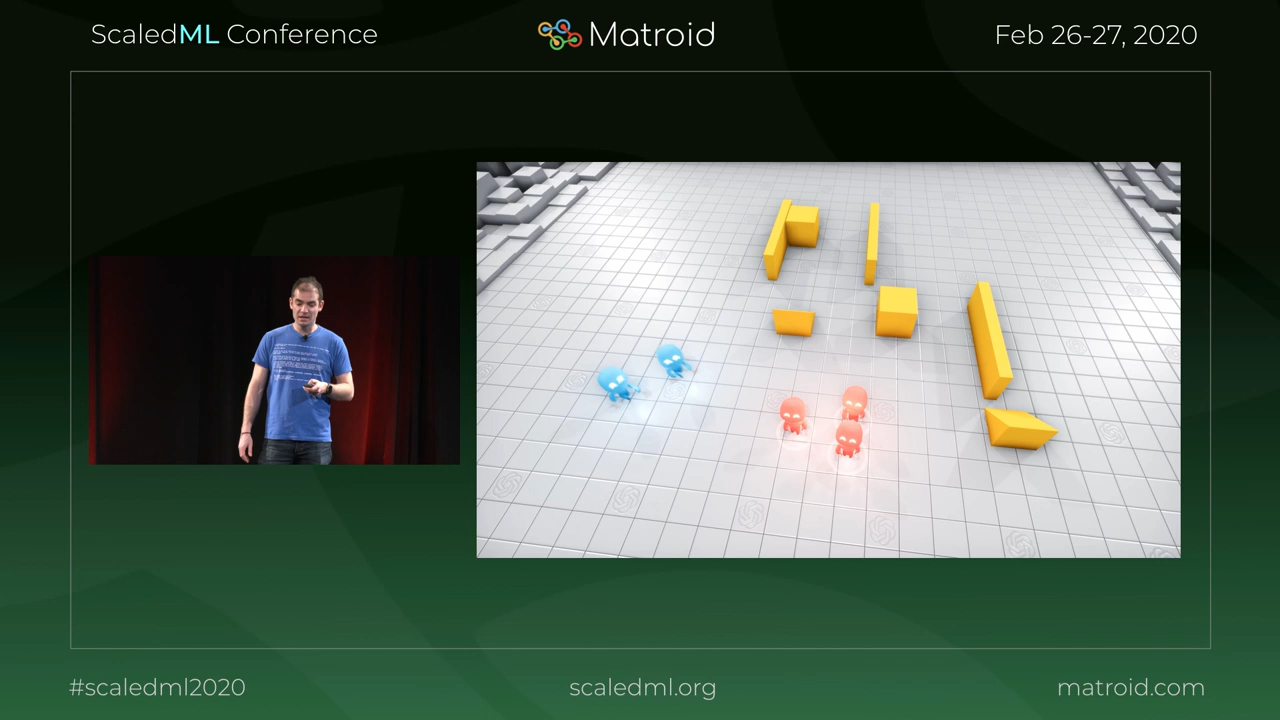 ScaledML Conference
Matroid
Feb 26-27, 2020
#scaledml2020
scaledml.org
matroid.com